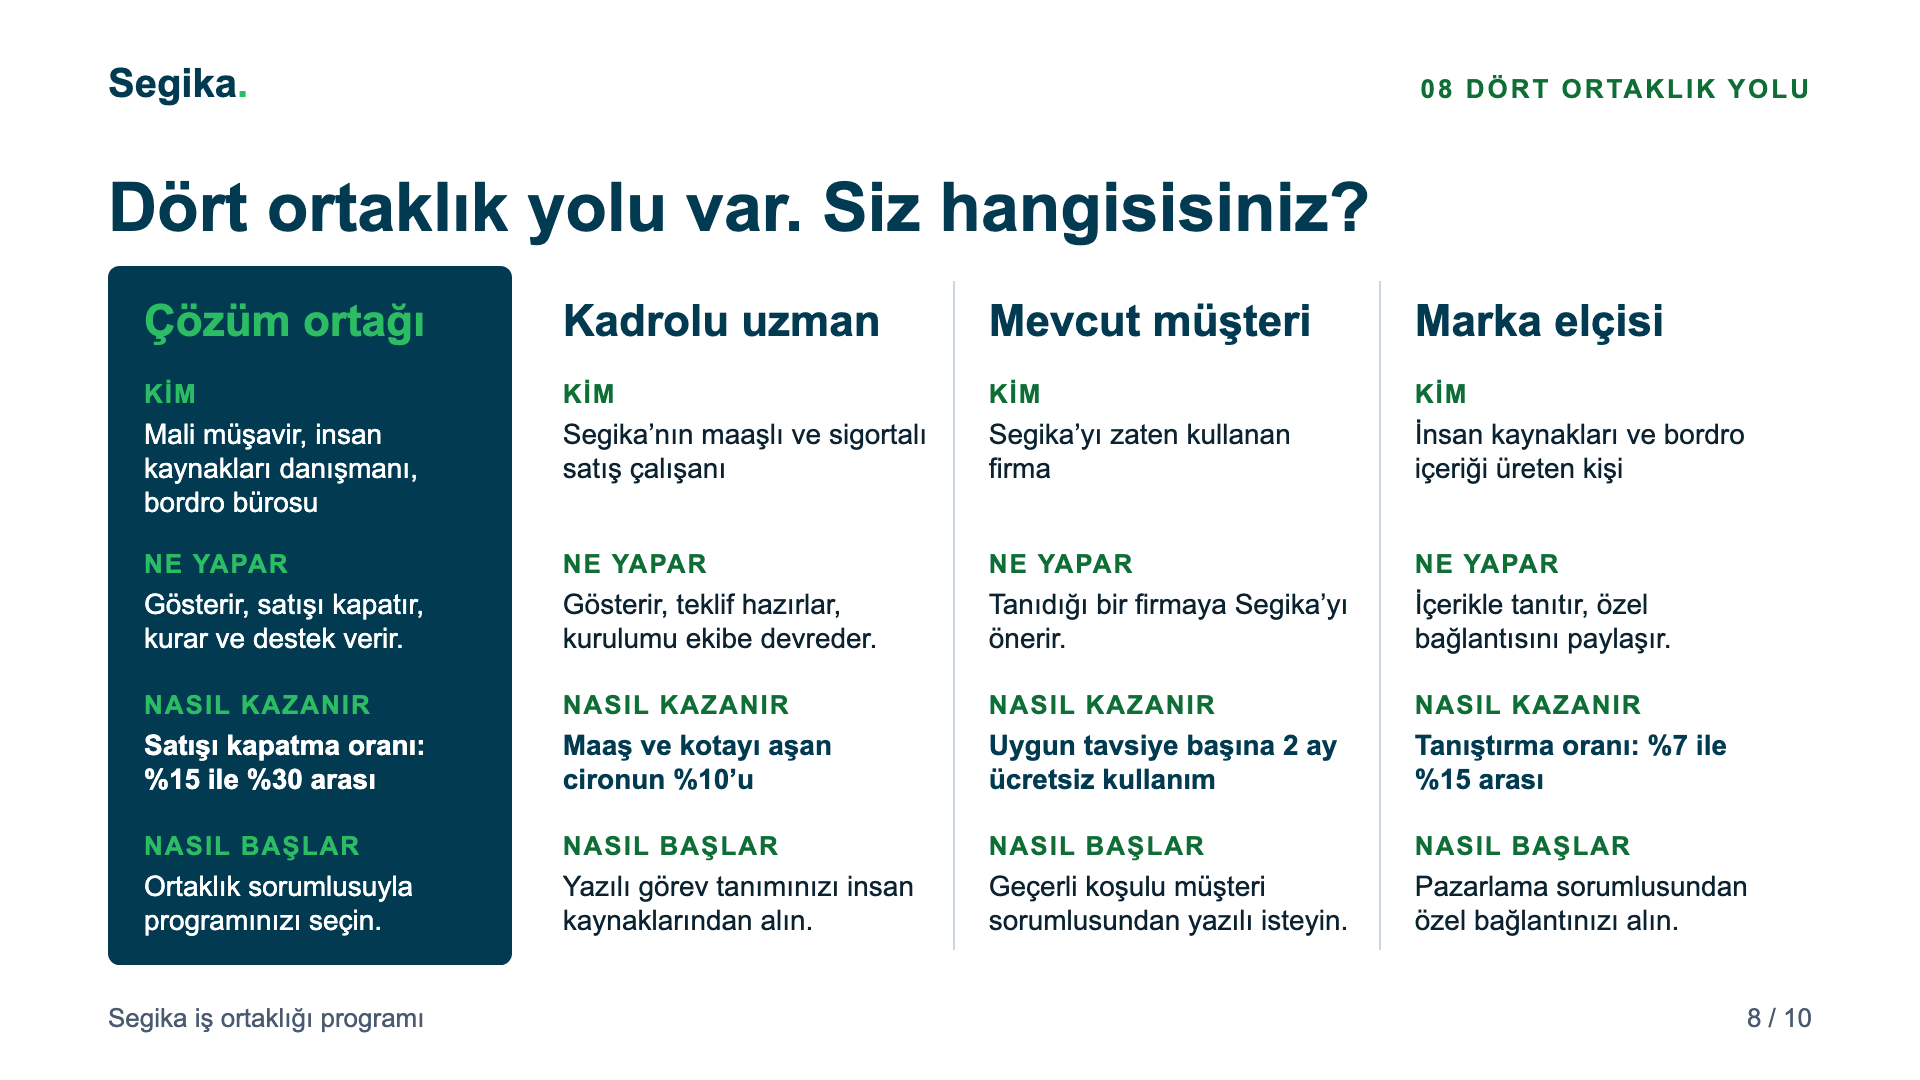 Segika.
08 DÖRT ORTAKLIK YOLU
Dört ortaklık yolu var. Siz hangisisiniz?
Çözüm ortağı
KİM
Mali müşavir, insan
kaynakları danışmanı,
bordro bürosu
NE YAPAR
Gösterir, satışı kapatır,
kurar ve destek verir.
NASIL KAZANIR
Satışı kapatma oranı:
%15 ile %30 arası
NASIL BAŞLAR
Ortaklık sorumlusuyla
programınızı seçin.
Kadrolu uzman
KİM
Segika’nın maaşlı ve sigortalı
satış çalışanı
NE YAPAR
Gösterir, teklif hazırlar,
kurulumu ekibe devreder.
NASIL KAZANIR
Maaş ve kotayı aşan
cironun %10’u
NASIL BAŞLAR
Yazılı görev tanımınızı insan
kaynaklarından alın.
Mevcut müşteri
KİM
Segika’yı zaten kullanan
firma
NE YAPAR
Tanıdığı bir firmaya Segika’yı
önerir.
NASIL KAZANIR
Uygun tavsiye başına 2 ay
ücretsiz kullanım
NASIL BAŞLAR
Geçerli koşulu müşteri
sorumlusundan yazılı isteyin.
Marka elçisi
KİM
İnsan kaynakları ve bordro
içeriği üreten kişi
NE YAPAR
İçerikle tanıtır, özel
bağlantısını paylaşır.
NASIL KAZANIR
Tanıştırma oranı: %7 ile
%15 arası
NASIL BAŞLAR
Pazarlama sorumlusundan
özel bağlantınızı alın.
Segika iş ortaklığı programı
8 / 10